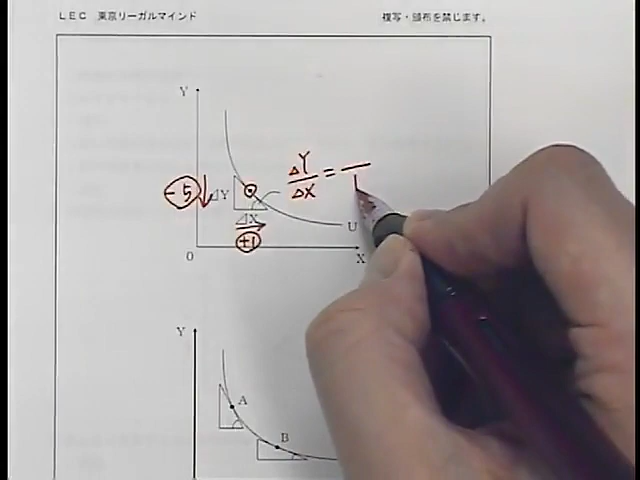 LEC 東京リーガルマインド 複写・頒布を禁じます。
Y
ΔY/ΔX = /1
-5 ΔY
ΔX
U
+1
0 X
Y
A
B